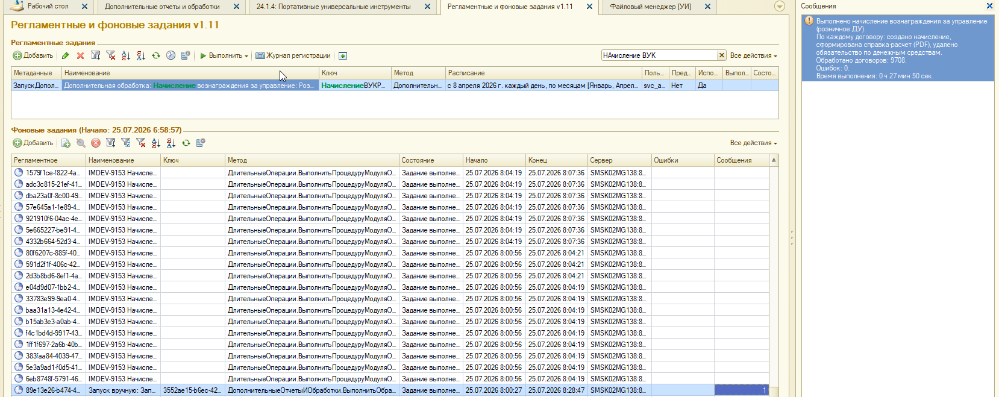 Рабочий стол
Дополнительные отчеты и обработки
24.1.4: Портативные универсальные инструменты
Регламентные и фоновые задания v1.11
Файловый менеджер [УИ]
Регламентные и фоновые задания v1.11
Регламентные задания
Добавить
Выполнить
Журнал регистрации
НАчисление ВУК
Все действия
Метаданные Наименование Ключ Метод Расписание Поль... Пред... Испо... Выпол... Состо...
ЗапускДопол... Дополнительная обработка: Начисление вознаграждения за управление: Роз... НачислениеВУКР... Дополнительн... с 8 апреля 2026 г. каждый день, по месяцам [Январь, Апрел... svc_a... Нет Да
Фоновые задания (Начало: 25.07.2026 6:58:57)
Добавить
Все действия
Регламентное Наименование Ключ Метод Состояние Начало Конец Сервер Ошибки Сообщения
1579f1ce-f822-4a... IMDEV-9153 Начисле... ДлительныеОперации.ВыполнитьПроцедуруМодуляО... Задание выполне... 25.07.2026 8:04:19 25.07.2026 8:07:36 SMSK02MG138:8...
adc3c815-21ef-41... IMDEV-9153 Начисле... ДлительныеОперации.ВыполнитьПроцедуруМодуляО... Задание выполне... 25.07.2026 8:04:19 25.07.2026 8:07:36 SMSK02MG138:8...
dba23a0f-8c00-49... IMDEV-9153 Начисле... ДлительныеОперации.ВыполнитьПроцедуруМодуляО... Задание выполне... 25.07.2026 8:04:19 25.07.2026 8:07:36 SMSK02MG138:8...
57e645a1-1e89-4... IMDEV-9153 Начисле... ДлительныеОперации.ВыполнитьПроцедуруМодуляО... Задание выполне... 25.07.2026 8:04:19 25.07.2026 8:07:36 SMSK02MG138:8...
921910f6-04ac-4e... IMDEV-9153 Начисле... ДлительныеОперации.ВыполнитьПроцедуруМодуляО... Задание выполне... 25.07.2026 8:04:19 25.07.2026 8:07:36 SMSK02MG138:8...
5e665227-be91-4... IMDEV-9153 Начисле... ДлительныеОперации.ВыполнитьПроцедуруМодуляО... Задание выполне... 25.07.2026 8:04:19 25.07.2026 8:07:36 SMSK02MG138:8...
4332b664-52d3-4... IMDEV-9153 Начисле... ДлительныеОперации.ВыполнитьПроцедуруМодуляО... Задание выполне... 25.07.2026 8:04:19 25.07.2026 8:07:36 SMSK02MG138:8...
80f6207c-885f-40... IMDEV-9153 Начисле... ДлительныеОперации.ВыполнитьПроцедуруМодуляО... Задание выполне... 25.07.2026 8:00:56 25.07.2026 8:04:21 SMSK02MG138:8...
591d2f1f-406c-42... IMDEV-9153 Начисле... ДлительныеОперации.ВыполнитьПроцедуруМодуляО... Задание выполне... 25.07.2026 8:00:56 25.07.2026 8:04:21 SMSK02MG138:8...
2d3b8bd6-8ef1-4a... IMDEV-9153 Начисле... ДлительныеОперации.ВыполнитьПроцедуруМодуляО... Задание выполне... 25.07.2026 8:00:56 25.07.2026 8:04:21 SMSK02MG138:8...
e04d9d07-1bb2-4... IMDEV-9153 Начисле... ДлительныеОперации.ВыполнитьПроцедуруМодуляО... Задание выполне... 25.07.2026 8:00:56 25.07.2026 8:04:19 SMSK02MG138:8...
33783e99-9ea0-4... IMDEV-9153 Начисле... ДлительныеОперации.ВыполнитьПроцедуруМодуляО... Задание выполне... 25.07.2026 8:00:56 25.07.2026 8:04:19 SMSK02MG138:8...
baa31a13-4e42-4... IMDEV-9153 Начисле... ДлительныеОперации.ВыполнитьПроцедуруМодуляО... Задание выполне... 25.07.2026 8:00:56 25.07.2026 8:04:19 SMSK02MG138:8...
b15ab3e3-a0ab-4... IMDEV-9153 Начисле... ДлительныеОперации.ВыполнитьПроцедуруМодуляО... Задание выполне... 25.07.2026 8:00:56 25.07.2026 8:04:19 SMSK02MG138:8...
f4c1bd4d-9917-43... IMDEV-9153 Начисле... ДлительныеОперации.ВыполнитьПроцедуруМодуляО... Задание выполне... 25.07.2026 8:00:56 25.07.2026 8:04:19 SMSK02MG138:8...
1ff1f697-2a6b-40b... IMDEV-9153 Начисле... ДлительныеОперации.ВыполнитьПроцедуруМодуляО... Задание выполне... 25.07.2026 8:00:56 25.07.2026 8:04:19 SMSK02MG138:8...
383faa84-4039-47... IMDEV-9153 Начисле... ДлительныеОперации.ВыполнитьПроцедуруМодуляО... Задание выполне... 25.07.2026 8:00:56 25.07.2026 8:04:19 SMSK02MG138:8...
5e3a9ad1-f0d5-41... IMDEV-9153 Начисле... ДлительныеОперации.ВыполнитьПроцедуруМодуляО... Задание выполне... 25.07.2026 8:00:56 25.07.2026 8:04:19 SMSK02MG138:8...
6eb8748f-5791-46... IMDEV-9153 Начисле... ДлительныеОперации.ВыполнитьПроцедуруМодуляО... Задание выполне... 25.07.2026 8:00:56 25.07.2026 8:04:19 SMSK02MG138:8...
89e13e26-b474-4... Запуск вручную: Зап... 3552ae15-b6ec-42... ДополнительныеОтчетыИОбработки.ВыполнитьОбра... Задание выполне... 25.07.2026 8:00:27 25.07.2026 8:28:47 SMSK02MG138:8... 1
Сообщения
Выполнено начисление вознаграждения за управление
(розничное ДУ).
По каждому договору: создано начисление,
сформирована справка-расчет (PDF), удалено
обязательство по денежным средствам.
Обработано договоров: 9708.
Ошибок: 0.
Время выполнения: 0 ч 27 мин 50 сек.